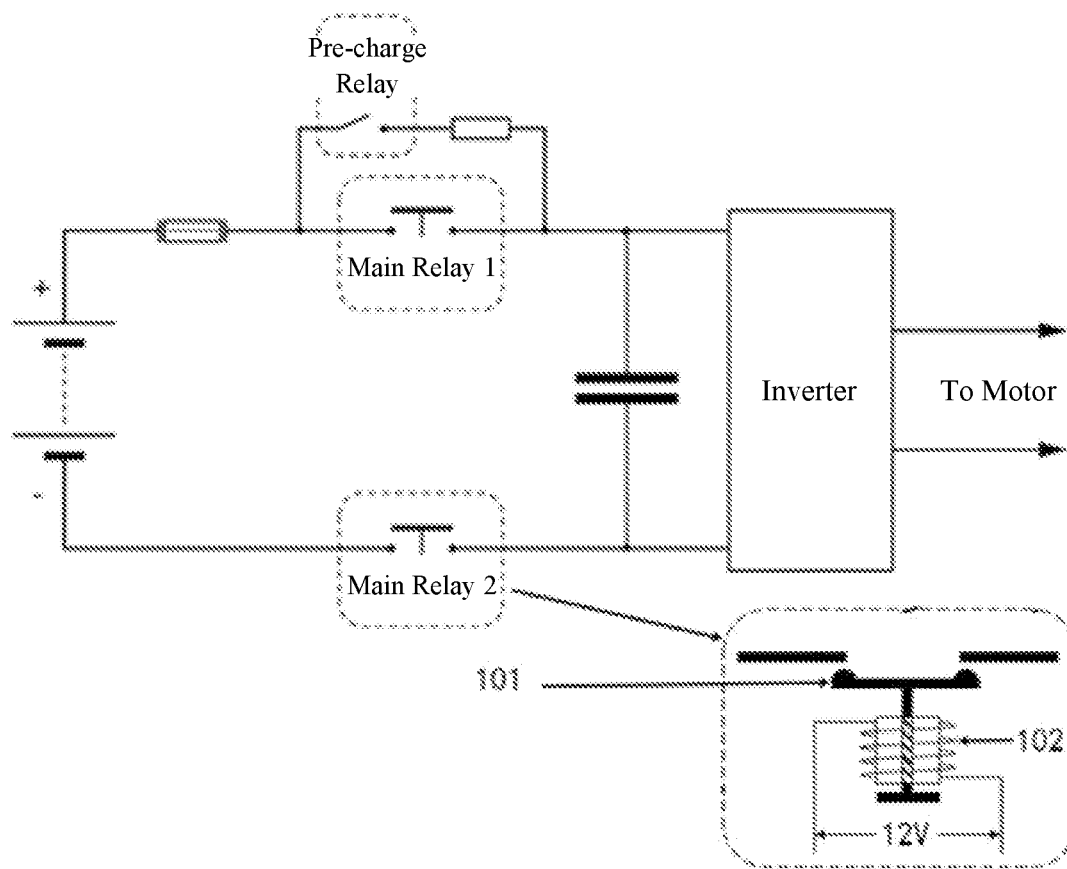 Pre-charge
Relay
Main Relay 1
+
Inverter
To Motor
-
Main Relay 2
101
102
12V